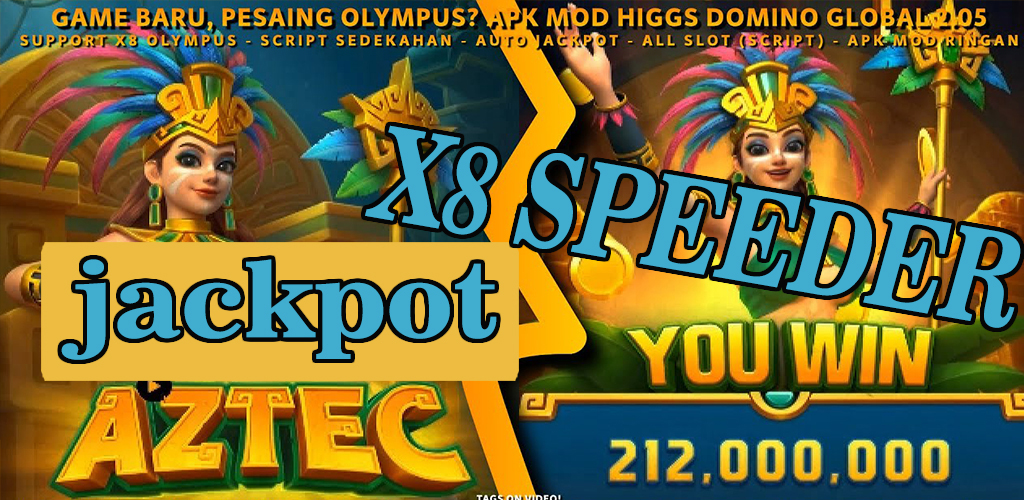 GAME BARU, PESAING OLYMPUS? APK MOD HIGGS DOMINO GLOBAL 2.05
SUPPORT X8 OLYMPUS - SCRIPT SEDEKAHAN - AUTO JACKPOT - ALL SLOT (SCRIPT) - APK MOD RINGAN
X8 SPEEDER
jackpot
AZTEC
YOU WIN
212,000,000
TAGS ON VIDEO!